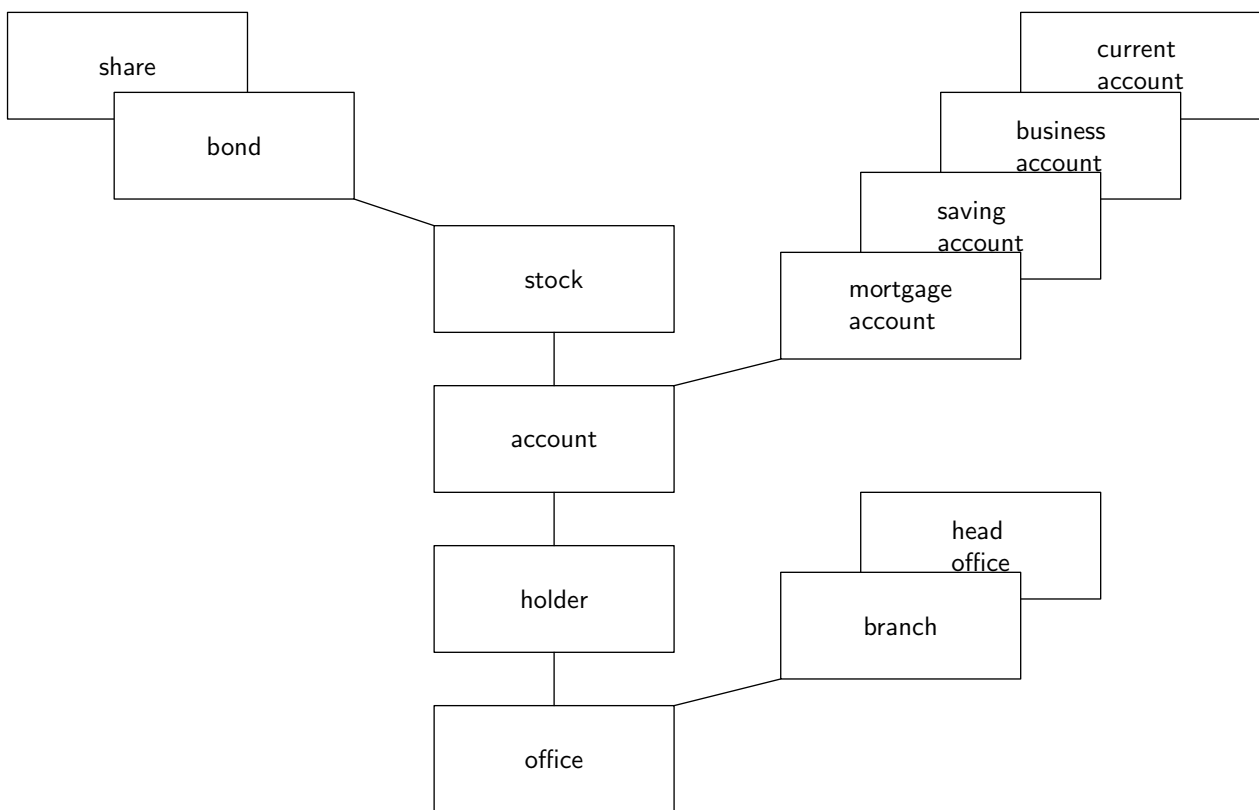 share
current
account
bond
business
account
saving
account
stock
mortgage
account
account
head
office
holder
branch
office